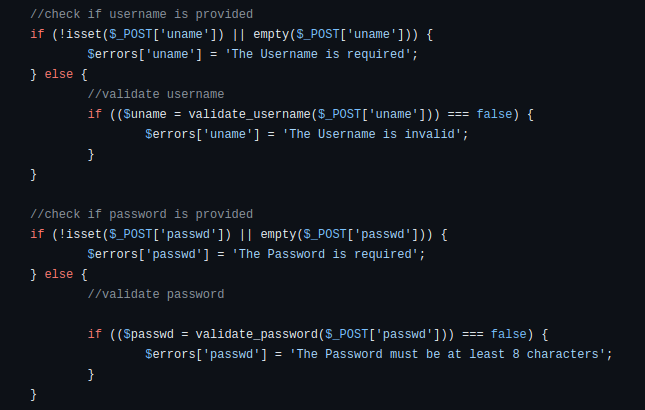 //check if username is provided
if (!isset($_POST['uname']) || empty($_POST['uname'])) {
$errors['uname'] = 'The Username is required';
} else {
//validate username
if (($uname = validate_username($_POST['uname'])) === false) {
$errors['uname'] = 'The Username is invalid';
}
}
//check if password is provided
if (!isset($_POST['passwd']) || empty($_POST['passwd'])) {
$errors['passwd'] = 'The Password is required';
} else {
//validate password
if (($passwd = validate_password($_POST['passwd'])) === false) {
$errors['passwd'] = 'The Password must be at least 8 characters';
}
}